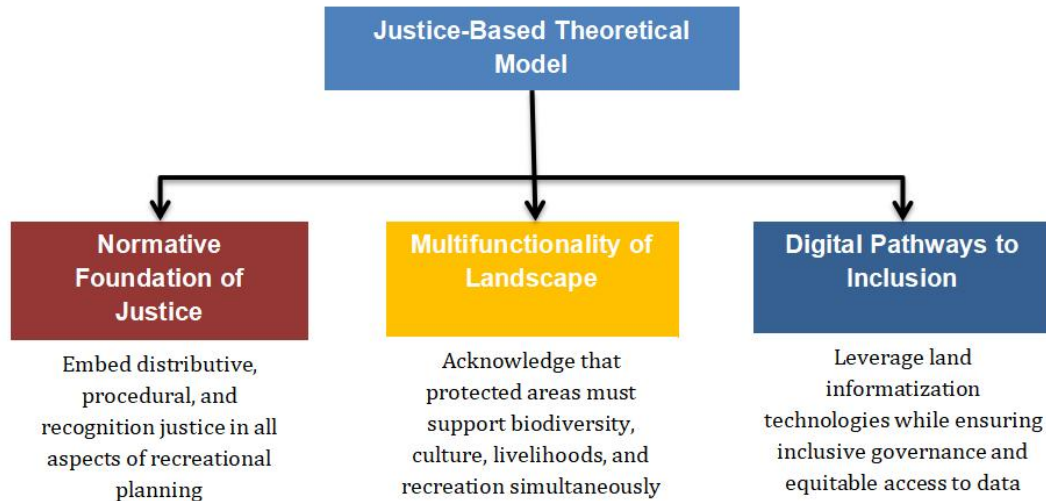 Justice-Based Theoretical
Model
Normative
Foundation of
Justice
Embed distributive,
procedural, and
recognition justice in all
aspects of recreational
planning
Multifunctionality of
Landscape
Acknowledge that
protected areas must
support biodiversity,
culture, livelihoods, and
recreation simultaneously
Digital Pathways to
Inclusion
Leverage land
informatization
technologies while ensuring
inclusive governance and
equitable access to data